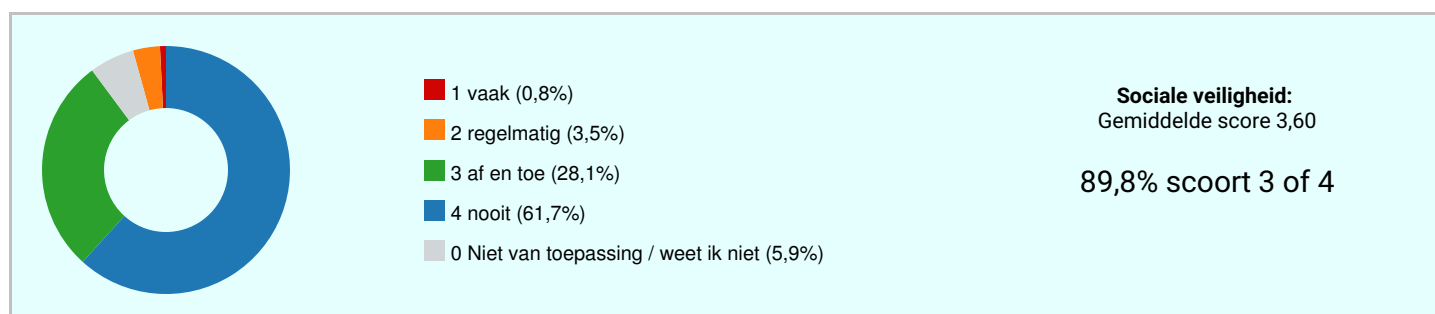 1 vaak (0,8%)
2 regelmatig (3,5%)
3 af en toe (28,1%)
4 nooit (61,7%)
0 Niet van toepassing / weet ik niet (5,9%)
Sociale veiligheid:
Gemiddelde score 3,60
89,8% scoort 3 of 4